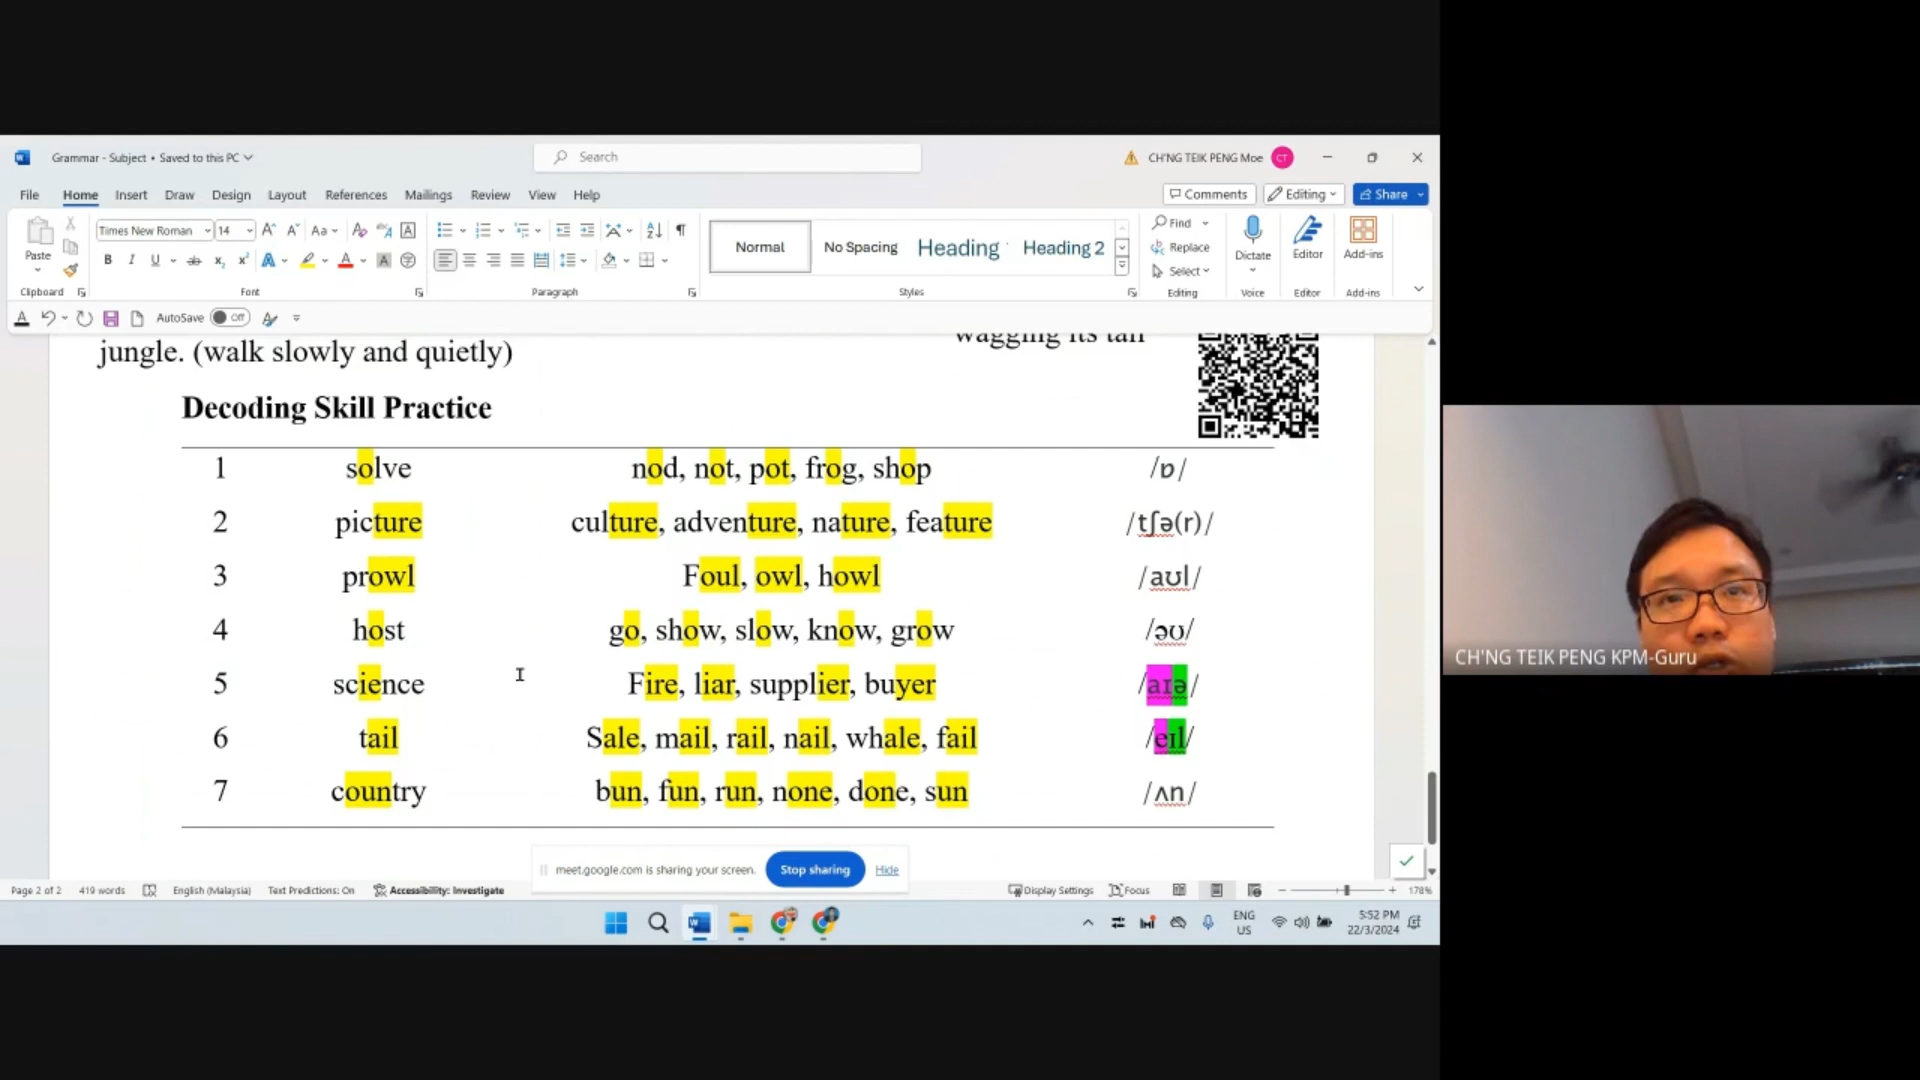 Grammar - Subject • Saved to this PC
Search
CH'NG TEIK PENG Moe CT
File Home Insert Draw Design Layout References Mailings Review View Help
Comments Editing Share
Paste
Times New Roman 14
Normal
No Spacing
Heading
Heading 2
Find
Replace
Select
Dictate
Editor
Add-ins
Clipboard Font Paragraph Styles Editing Voice Editor Add-ins
AutoSave Off
wagging its tail
jungle. (walk slowly and quietly)
Decoding Skill Practice
1 solve nod, not, pot, frog, shop /ɒ/
2 picture culture, adventure, nature, feature /tʃə(r)/
3 prowl Foul, owl, howl /aʊl/
4 host go, show, slow, know, grow /əʊ/
5 science Fire, liar, supplier, buyer /aɪə/
6 tail Sale, mail, rail, nail, whale, fail /eɪl/
7 country bun, fun, run, none, done, sun /ʌn/
meet.google.com is sharing your screen. Stop sharing Hide
Page 2 of 2 419 words English (Malaysia) Text Predictions: On Accessibility: Investigate Display Settings Focus 178%
ENG US
5:52 PM
22/3/2024
CH'NG TEIK PENG KPM-Guru